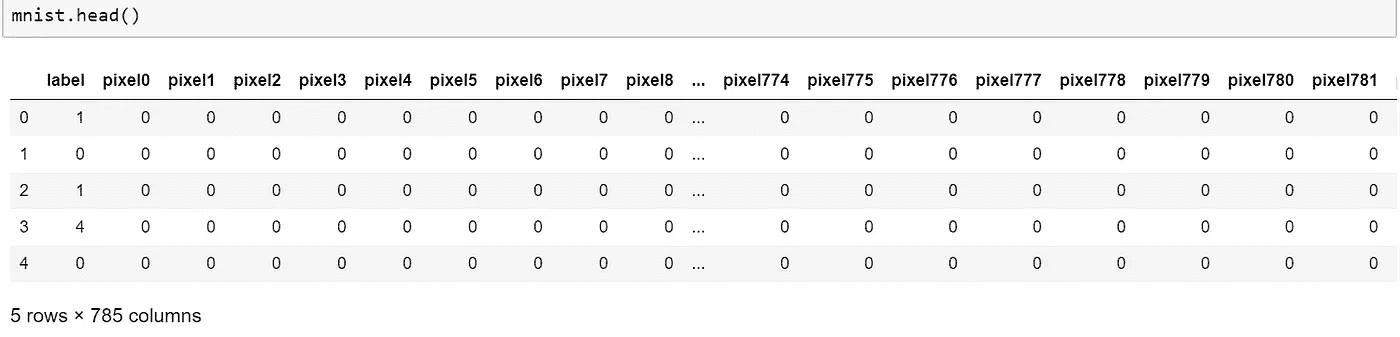 mnist.head()
label pixel0 pixel1 pixel2 pixel3 pixel4 pixel5 pixel6 pixel7 pixel8 ... pixel774 pixel775 pixel776 pixel777 pixel778 pixel779 pixel780 pixel781
0 1 0 0 0 0 0 0 0 0 0 ... 0 0 0 0 0 0 0 0
1 0 0 0 0 0 0 0 0 0 0 ... 0 0 0 0 0 0 0 0
2 1 0 0 0 0 0 0 0 0 0 ... 0 0 0 0 0 0 0 0
3 4 0 0 0 0 0 0 0 0 0 ... 0 0 0 0 0 0 0 0
4 0 0 0 0 0 0 0 0 0 0 ... 0 0 0 0 0 0 0 0
5 rows × 785 columns